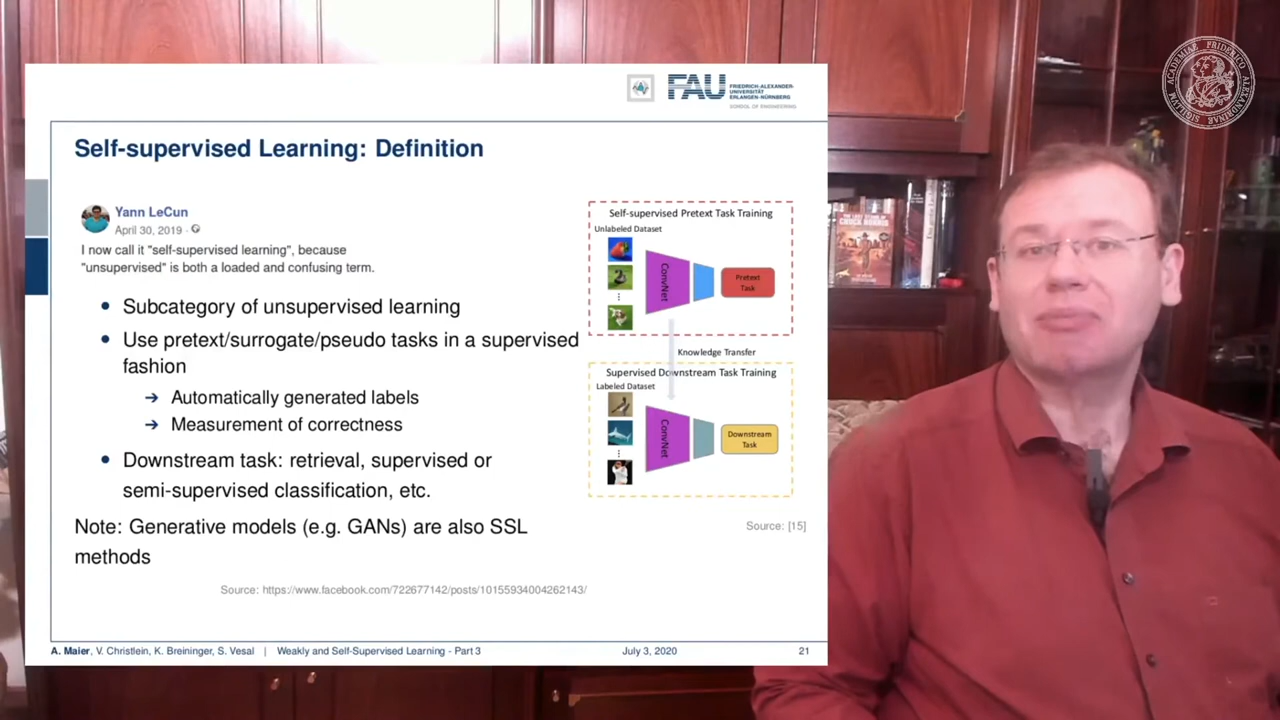 FAU
FRIEDRICH-ALEXANDER-
UNIVERSITÄT
ERLANGEN-NÜRNBERG
SCHOOL OF ENGINEERING
Self-supervised Learning: Definition
Yann LeCun
April 30, 2019 ·
I now call it "self-supervised learning", because
"unsupervised" is both a loaded and confusing term.
• Subcategory of unsupervised learning
• Use pretext/surrogate/pseudo tasks in a supervised
fashion
→ Automatically generated labels
→ Measurement of correctness
• Downstream task: retrieval, supervised or
semi-supervised classification, etc.
Note: Generative models (e.g. GANs) are also SSL
methods
Self-supervised Pretext Task Training
Unlabeled Dataset
ConvNet
Pretext
Task
Knowledge Transfer
Supervised Downstream Task Training
Labeled Dataset
ConvNet
Downstream
Task
Source: [15]
Source: https://www.facebook.com/722677142/posts/10155934004262143/
A. Maier, V. Christlein, K. Breininger, S. Vesal | Weakly and Self-Supervised Learning - Part 3 July 3, 2020 21
CHUCK NORRIS